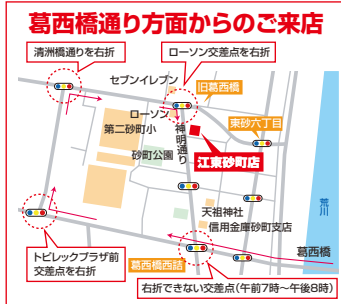 葛西橋通り方面からのご来店
清洲橋通りを右折
ローソン交差点を右折
セブンイレブン
旧葛西橋
ローソン
第二砂町小
神明通り
東砂六丁目
砂町公園
江東砂町店
荒川
天祖神社
信用金庫砂町支店
トピレックプラザ前
交差点を右折
葛西橋西詰
葛西橋
右折できない交差点(午前7時~午後8時)